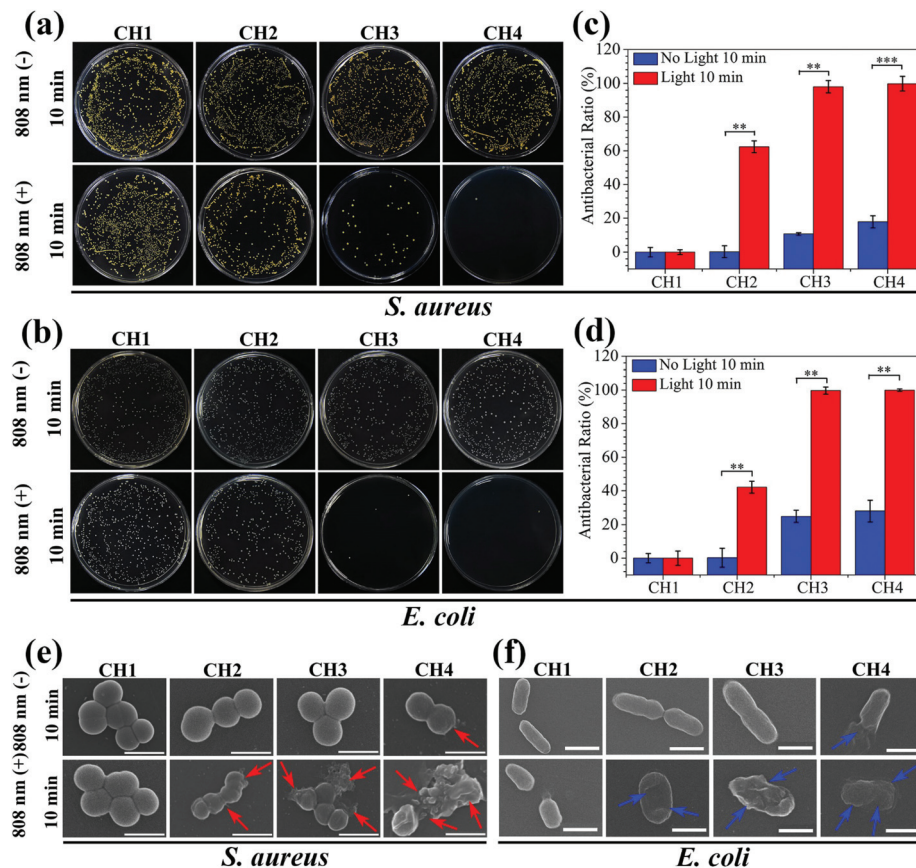 (a)
CH1 CH2 CH3 CH4
808 nm (-)
10 min
808 nm (+)
10 min
S. aureus
(c)
Antibacterial Ratio (%)
120
100
80
60
40
20
0
No Light 10 min
Light 10 min
**
**
***
CH1 CH2 CH3 CH4
(b)
CH1 CH2 CH3 CH4
808 nm (-)
10 min
808 nm (+)
10 min
E. coli
(d)
Antibacterial Ratio (%)
120
100
80
60
40
20
0
No Light 10 min
Light 10 min
**
**
**
CH1 CH2 CH3 CH4
(e)
CH1 CH2 CH3 CH4
808 nm (-)
10 min
808 nm (+)
10 min
S. aureus
(f)
CH1 CH2 CH3 CH4
E. coli